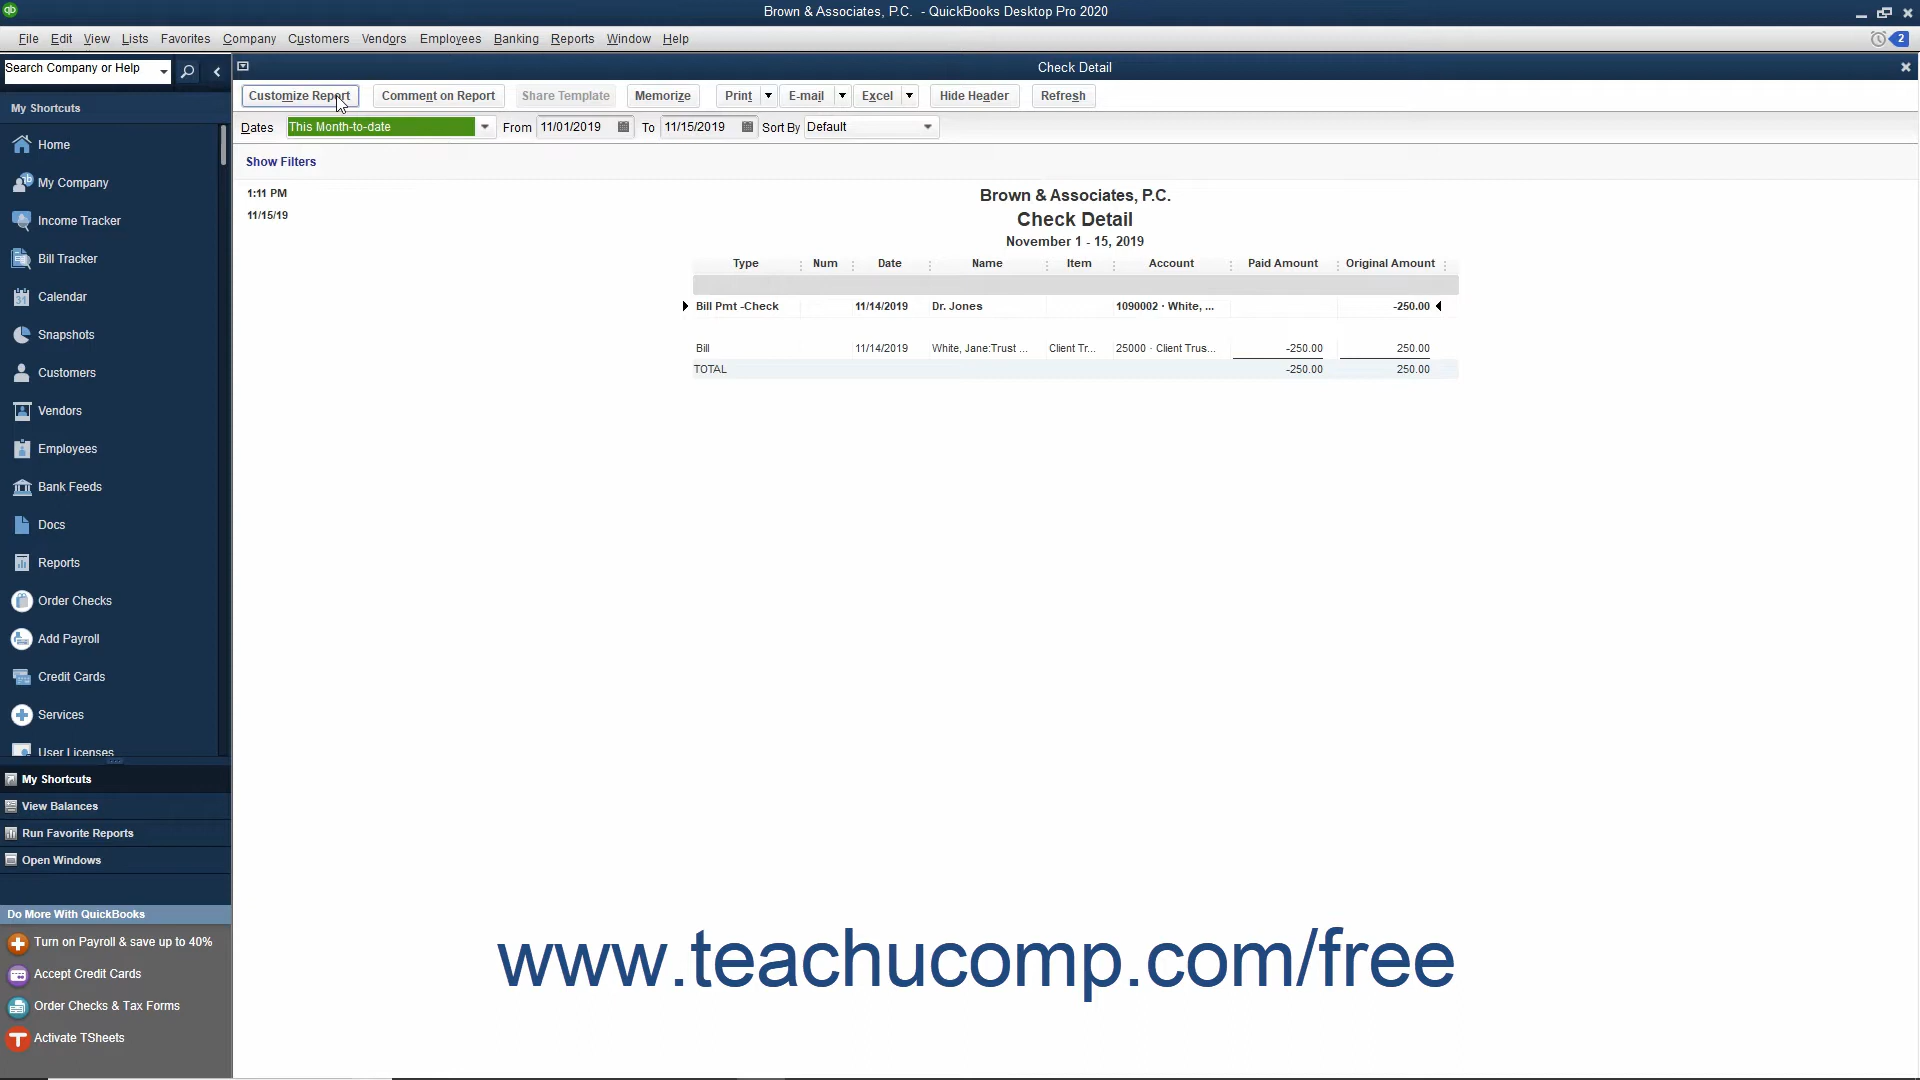 Brown & Associates, P.C. - QuickBooks Desktop Pro 2020
File Edit View Lists Favorites Company Customers Vendors Employees Banking Reports Window Help 2
Search Company or Help
Check Detail
Customize Report Comment on Report Share Template Memorize Print E-mail Excel Hide Header Refresh
Dates This Month-to-date From 11/01/2019 To 11/15/2019 Sort By Default
Show Filters
My Shortcuts
Home
My Company
Income Tracker
Bill Tracker
Calendar
Snapshots
Customers
Vendors
Employees
Bank Feeds
Docs
Reports
Order Checks
Add Payroll
Credit Cards
Services
User Licenses
My Shortcuts
View Balances
Run Favorite Reports
Open Windows
Do More With QuickBooks
Turn on Payroll & save up to 40%
Accept Credit Cards
Order Checks & Tax Forms
Activate TSheets
1:11 PM
11/15/19
Brown & Associates, P.C.
Check Detail
November 1 - 15, 2019
Type Num Date Name Item Account Paid Amount Original Amount
Bill Pmt -Check 11/14/2019 Dr. Jones 1090002 · White, ... -250.00
Bill 11/14/2019 White, Jane:Trust ... Client Tr... 25000 · Client Trus... -250.00 250.00
TOTAL -250.00 250.00
www.teachucomp.com/free